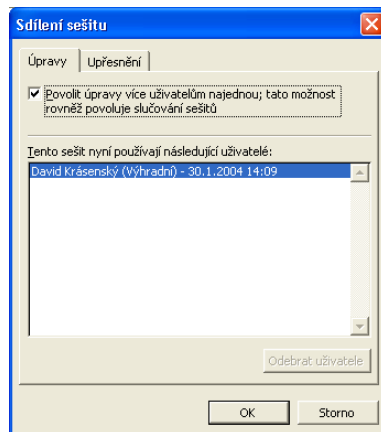 Sdílení sešitu
Úpravy
Upřesnění
Povolit úpravy více uživatelům najednou; tato možnost
rovněž povoluje slučování sešitů
Tento sešit nyní používají následující uživatelé:
David Krásenský (Výhradní) - 30.1.2004 14:09
Odebrat uživatele
OK
Storno